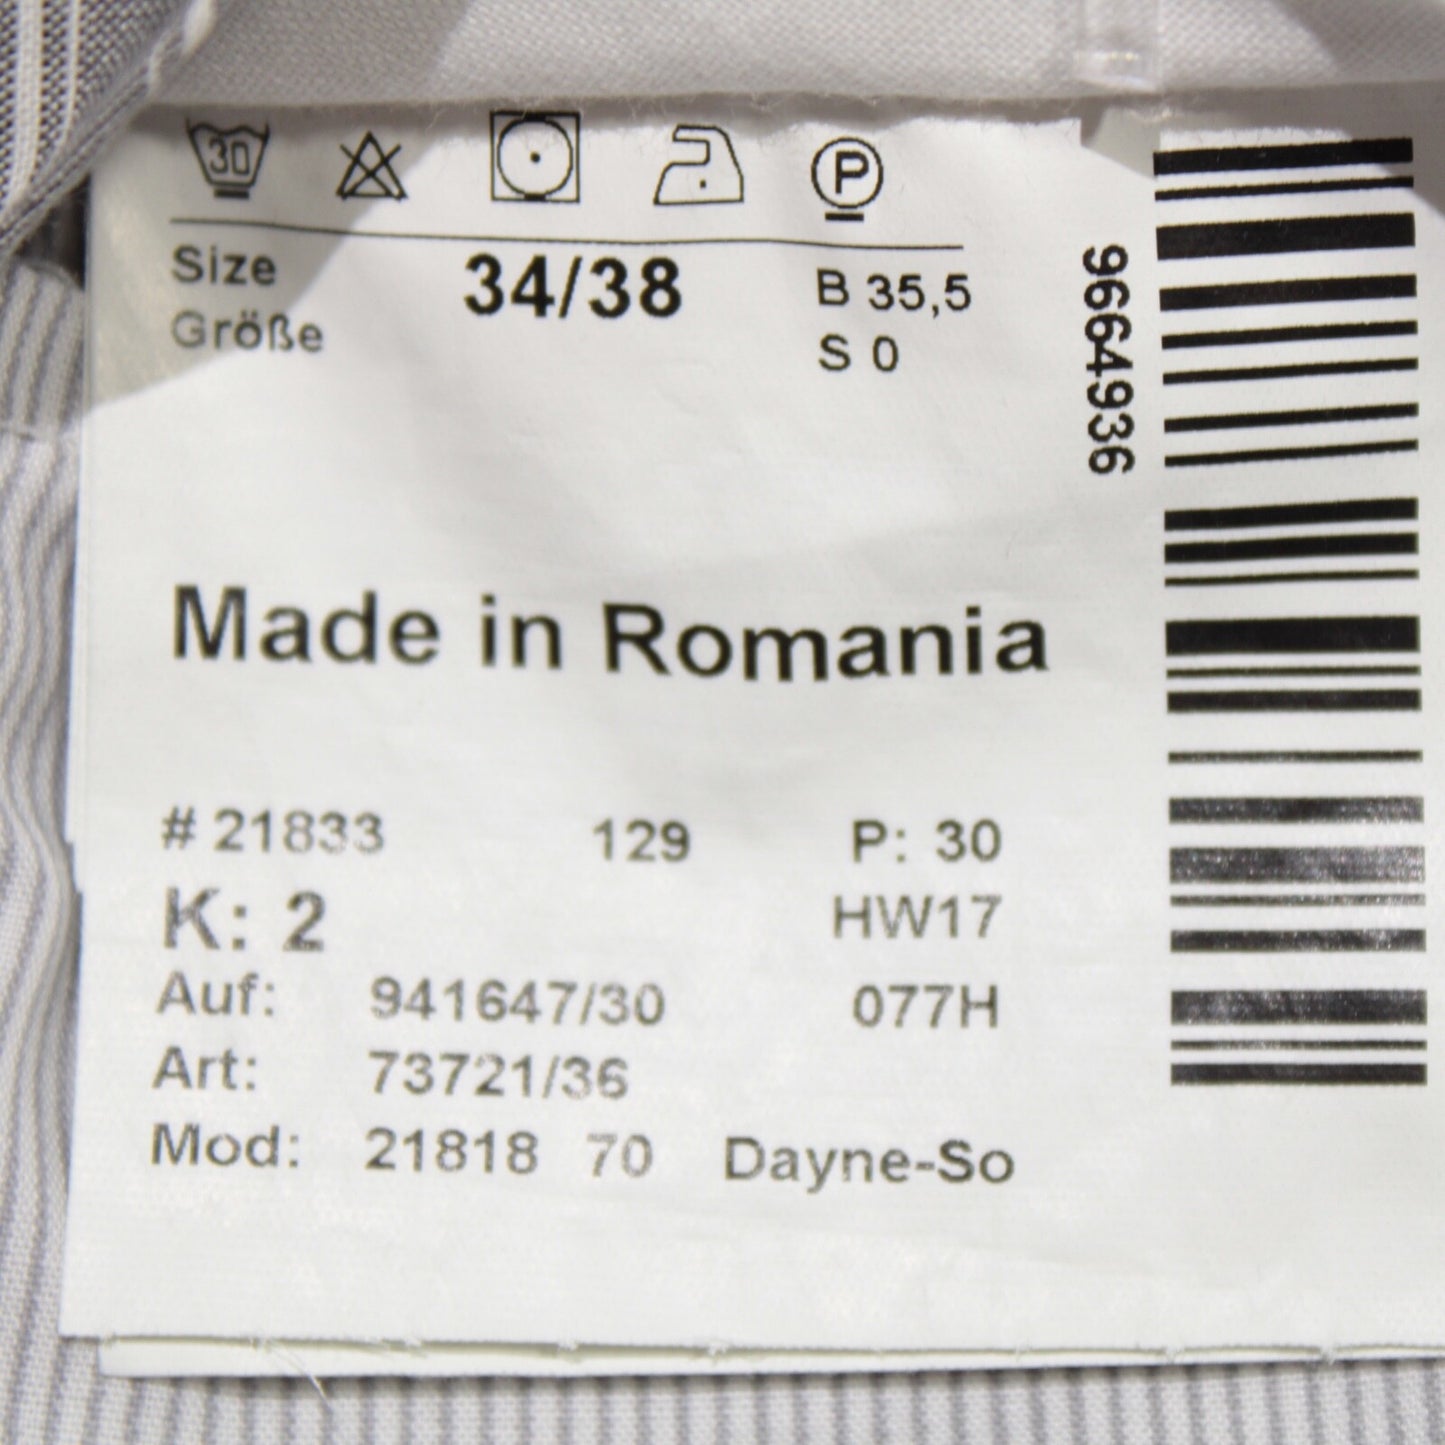 30 P
Size 34/38 B 35,5
Größe S 0
9664936
Made in Romania
# 21833 129 P: 30
K: 2 HW17
Auf: 941647/30 077H
Art: 73721/36
Mod: 21818 70 Dayne-So